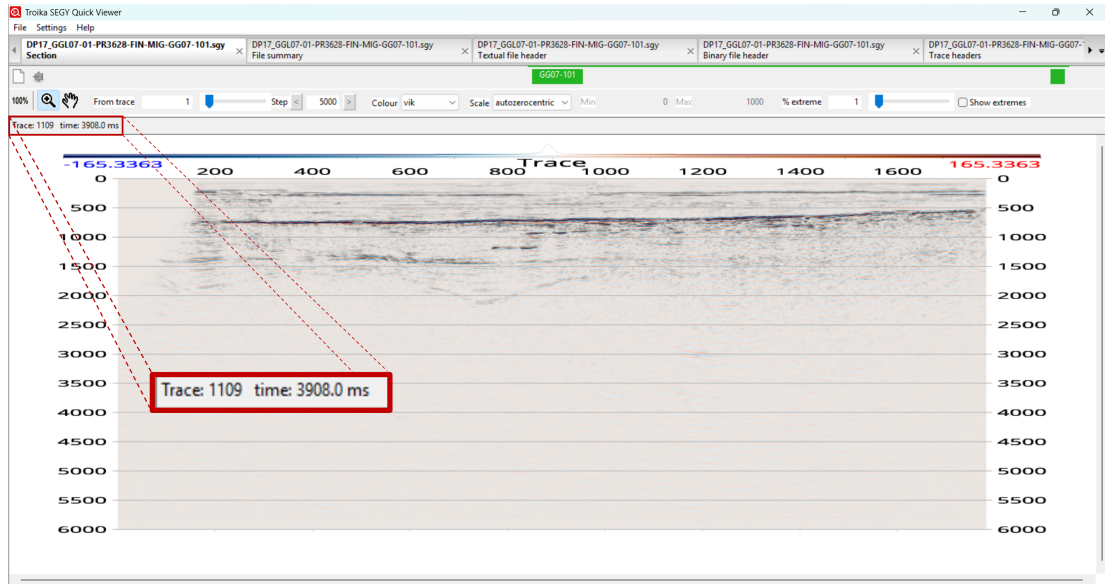 Troika SEGY Quick Viewer
File Settings Help
DP17_GGL07-01-PR3628-FIN-MIG-GG07-101.sgy
Section
DP17_GGL07-01-PR3628-FIN-MIG-GG07-101.sgy
File summary
DP17_GGL07-01-PR3628-FIN-MIG-GG07-101.sgy
Textual file header
DP17_GGL07-01-PR3628-FIN-MIG-GG07-101.sgy
Binary file header
DP17_GGL07-01-PR3628-FIN-MIG-GG07-
Trace headers
GG07-101
100% From trace 1 Step < 5000 > Colour vik Scale autozerocentric Min 0 Max 1000 % extreme 1 Show extremes
Trace: 1109 time: 3908.0 ms
-165.3363 Trace 165.3363
200 400 600 800 1000 1200 1400 1600
0 0
500 500
1000 1000
1500 1500
2000 2000
2500 2500
3000 3000
3500 3500
Trace: 1109 time: 3908.0 ms
4000 4000
4500 4500
5000 5000
5500 5500
6000 6000